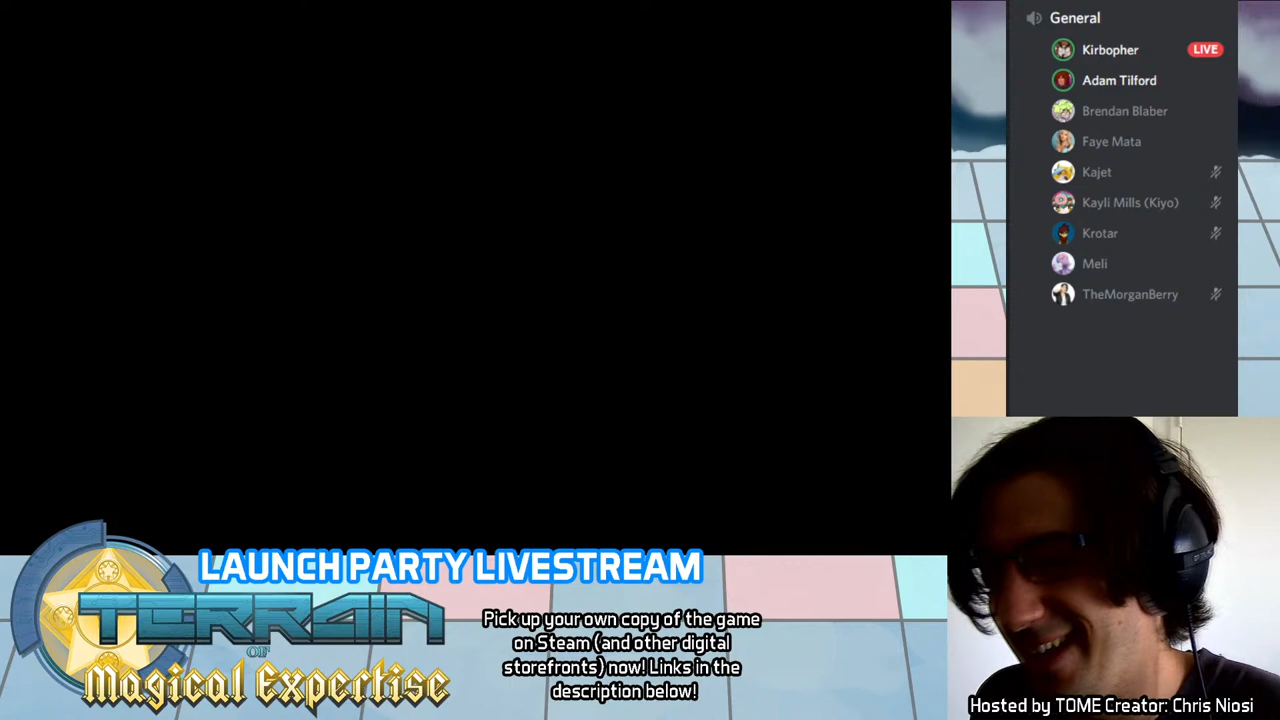 General
Kirbopher LIVE
Adam Tilford
Brendan Blaber
Faye Mata
Kajet
Kayli Mills (Kiyo)
Krotar
Meli
TheMorganBerry
LAUNCH PARTY LIVESTREAM
TERRAIN
OF
Magical Expertise
Pick up your own copy of the game
on Steam (and other digital
storefronts) now! Links in the
description below!
Hosted by TOME Creator: Chris Niosi